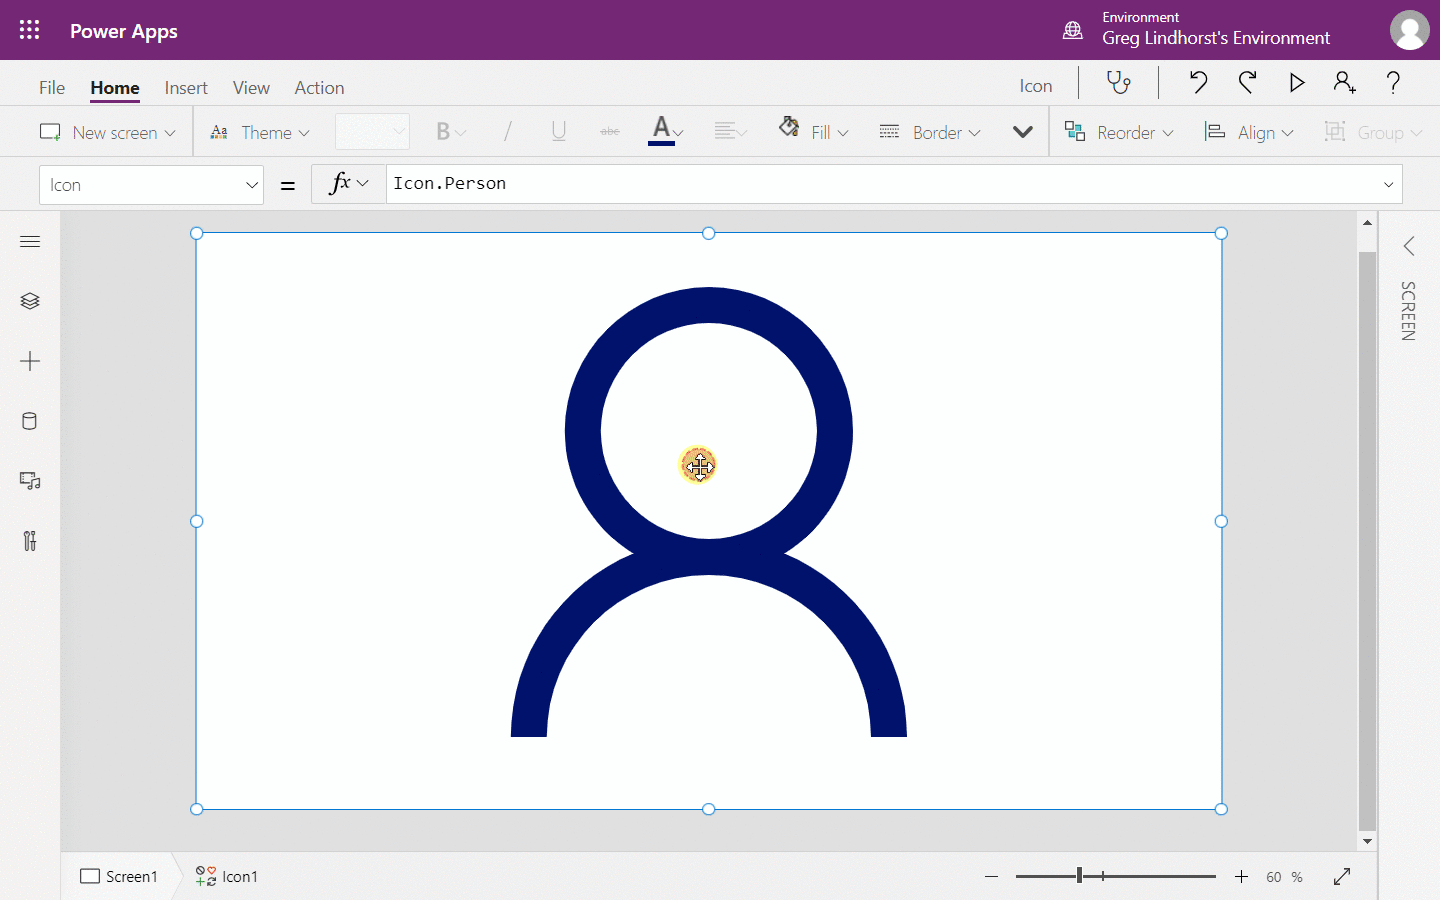 Power Apps
Environment
Greg Lindhorst's Environment
File Home Insert View Action
Icon
New screen
Theme
B / U abc A
Fill
Border
Reorder
Align
Group
Icon = fx Icon.Person
SCREEN
Screen1
Icon1
60 %